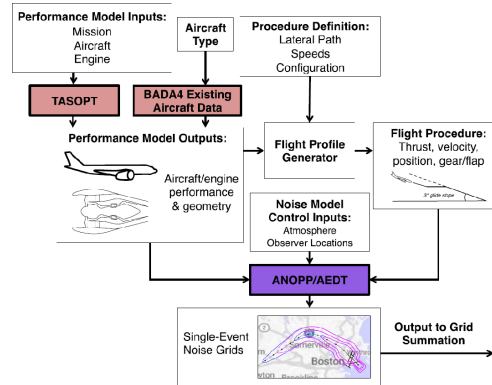 Performance Model Inputs:
Mission
Aircraft
Engine
Aircraft
Type
Procedure Definition:
Lateral Path
Speeds
Configuration
TASOPT
BADA4 Existing
Aircraft Data
Performance Model Outputs:
Aircraft/engine
performance
& geometry
Flight Profile
Generator
Flight Procedure:
Thrust, velocity,
position, gear/flap
3° glide slope
Noise Model
Control Inputs:
Atmosphere
Observer Locations
ANOPP/AEDT
Single-Event
Noise Grids
2
Somerville
Boston
Brookline
Output to Grid
Summation